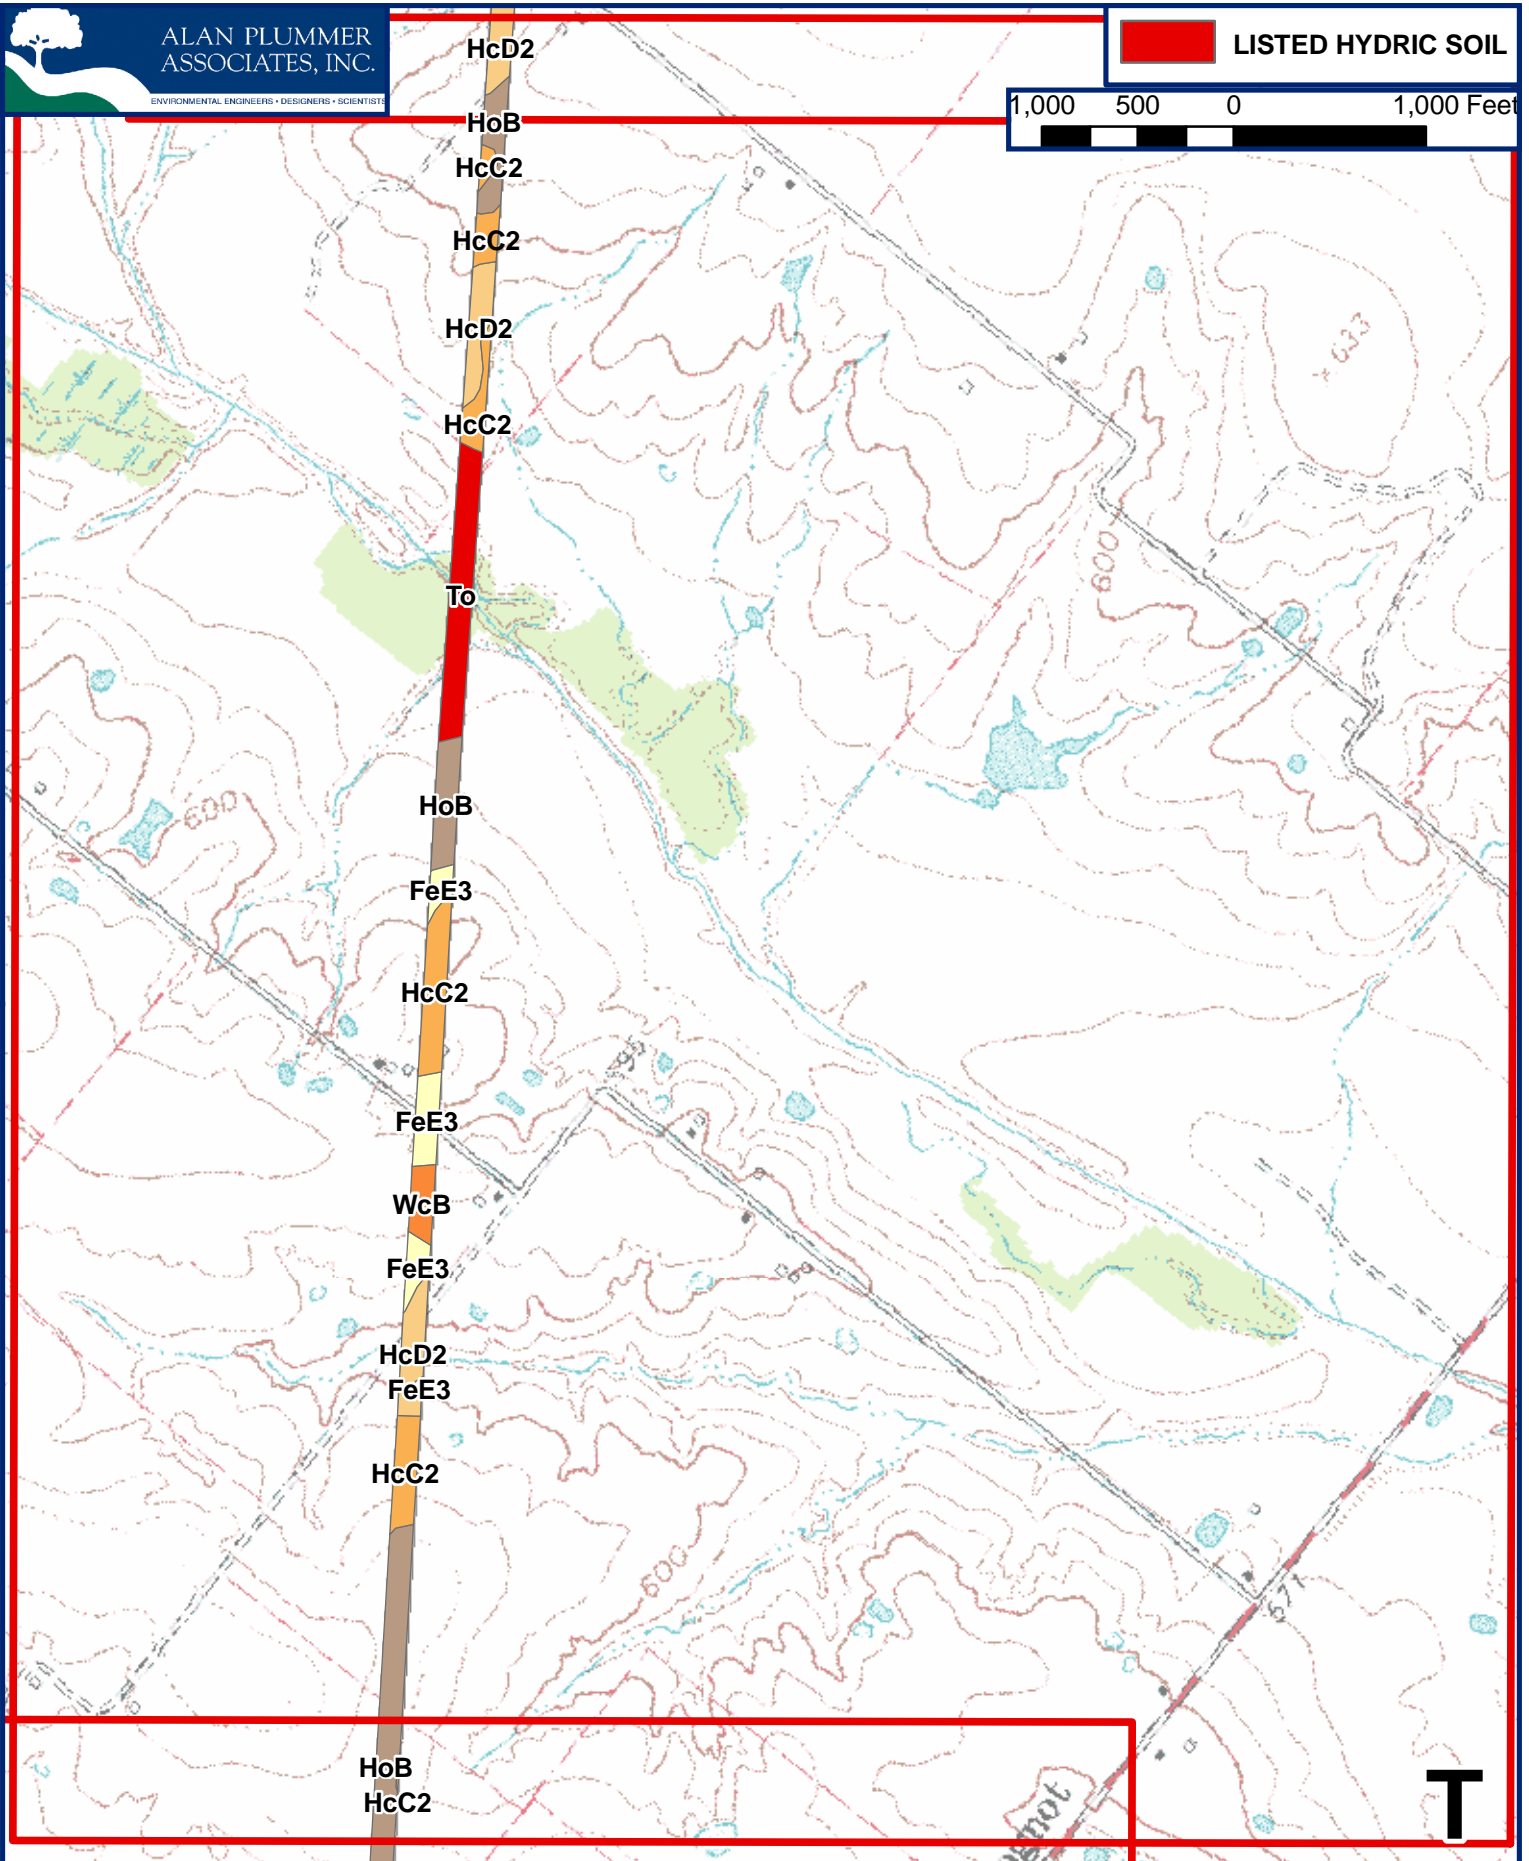 ALAN PLUMMER
ASSOCIATES, INC.
ENVIRONMENTAL ENGINEERS • DESIGNERS • SCIENTISTS
LISTED HYDRIC SOIL
1,000 500 0 1,000 Feet
HcD2
HoB
HcC2
HcC2
HcD2
633
HcC2
600
To
600
HoB
FeE3
HcC2
FeE3
WcB
FeE3
HcD2
FeE3
HcC2
600
677
HoB
HcC2
T